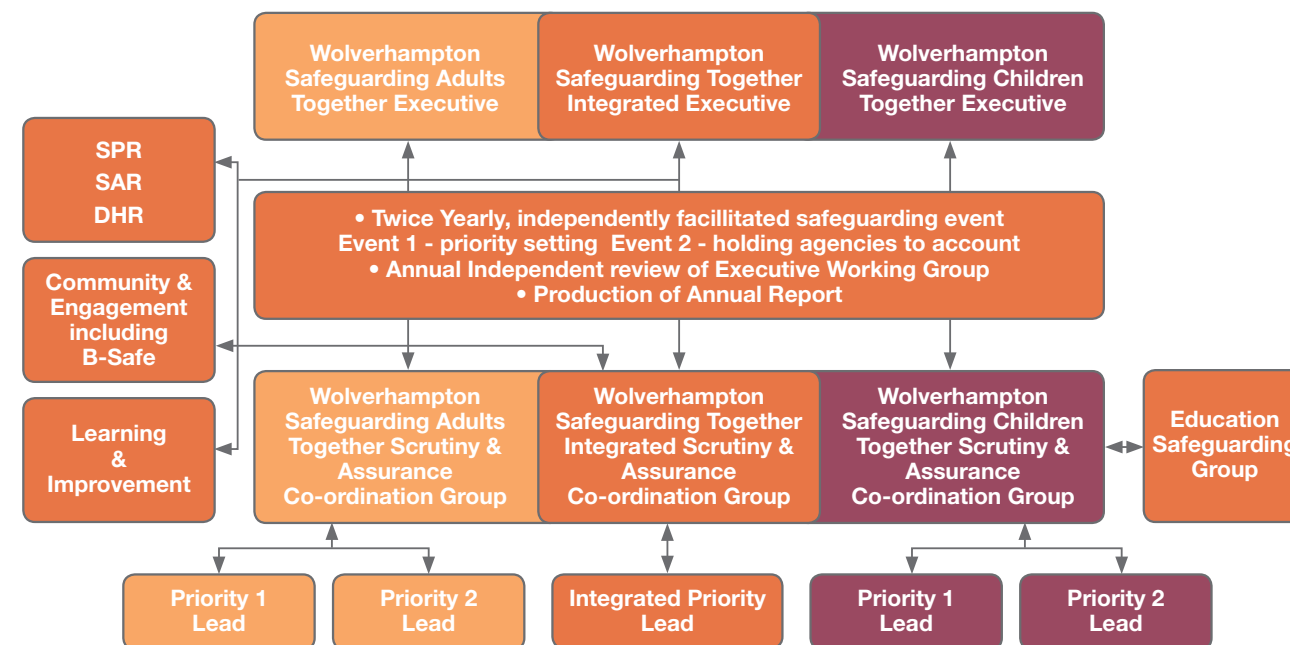 Wolverhampton
Safeguarding Adults
Together Executive
Wolverhampton
Safeguarding Together
Integrated Executive
Wolverhampton
Safeguarding Children
Together Executive
SPR
SAR
DHR
• Twice Yearly, independently facillitated safeguarding event
Event 1 - priority setting Event 2 - holding agencies to account
• Annual Independent review of Executive Working Group
• Production of Annual Report
Community &
Engagement
including
B-Safe
Learning
&
Improvement
Wolverhampton
Safeguarding Adults
Together Scrutiny &
Assurance
Co-ordination Group
Wolverhampton
Safeguarding Together
Integrated Scrutiny &
Assurance
Co-ordination Group
Wolverhampton
Safeguarding Children
Together Scrutiny &
Assurance
Co-ordination Group
Education
Safeguarding
Group
Priority 1
Lead
Priority 2
Lead
Integrated Priority
Lead
Priority 1
Lead
Priority 2
Lead